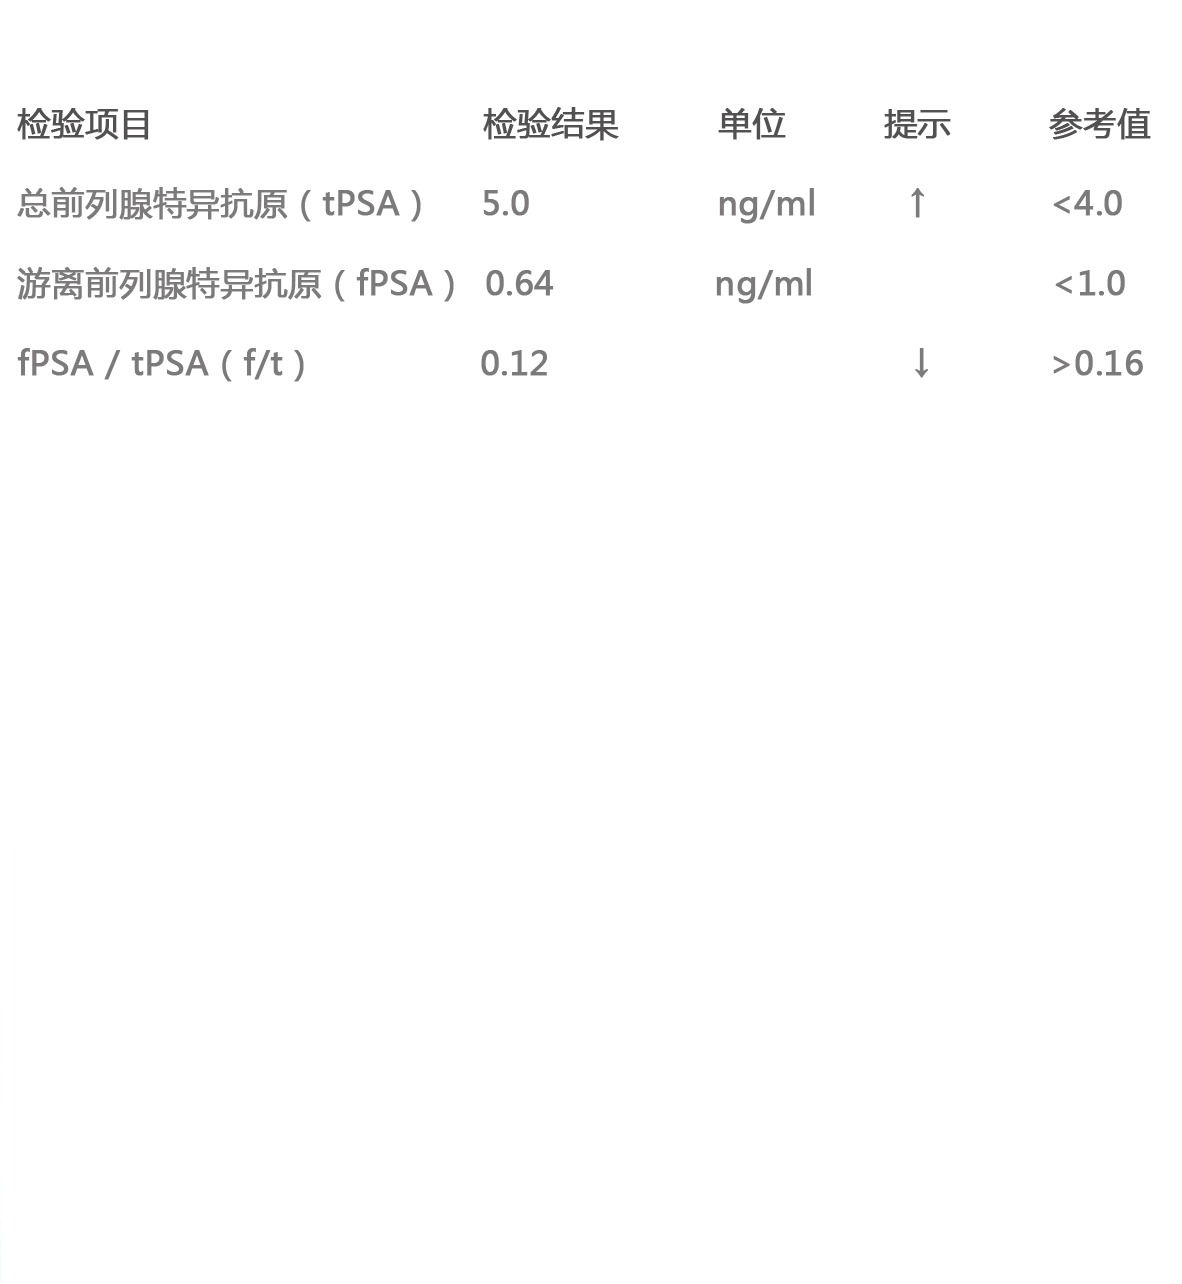 检验项目 检验结果 单位 提示 参考值
总前列腺特异抗原（tPSA） 5.0 ng/ml ↑ <4.0
游离前列腺特异抗原（fPSA） 0.64 ng/ml <1.0
fPSA / tPSA（f/t） 0.12 ↓ >0.16